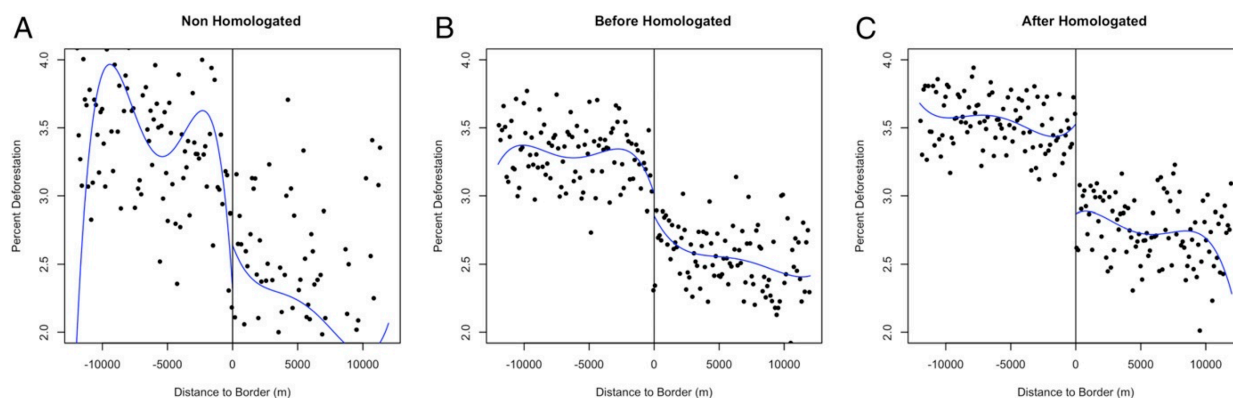 A
Non Homologated
Percent Deforestation
4.0
3.5
3.0
2.5
2.0
-10000 -5000 0 5000 10000
Distance to Border (m)
B
Before Homologated
Percent Deforestation
4.0
3.5
3.0
2.5
2.0
-10000 -5000 0 5000 10000
Distance to Border (m)
C
After Homologated
Percent Deforestation
4.0
3.5
3.0
2.5
2.0
-10000 -5000 0 5000 10000
Distance to Border (m)